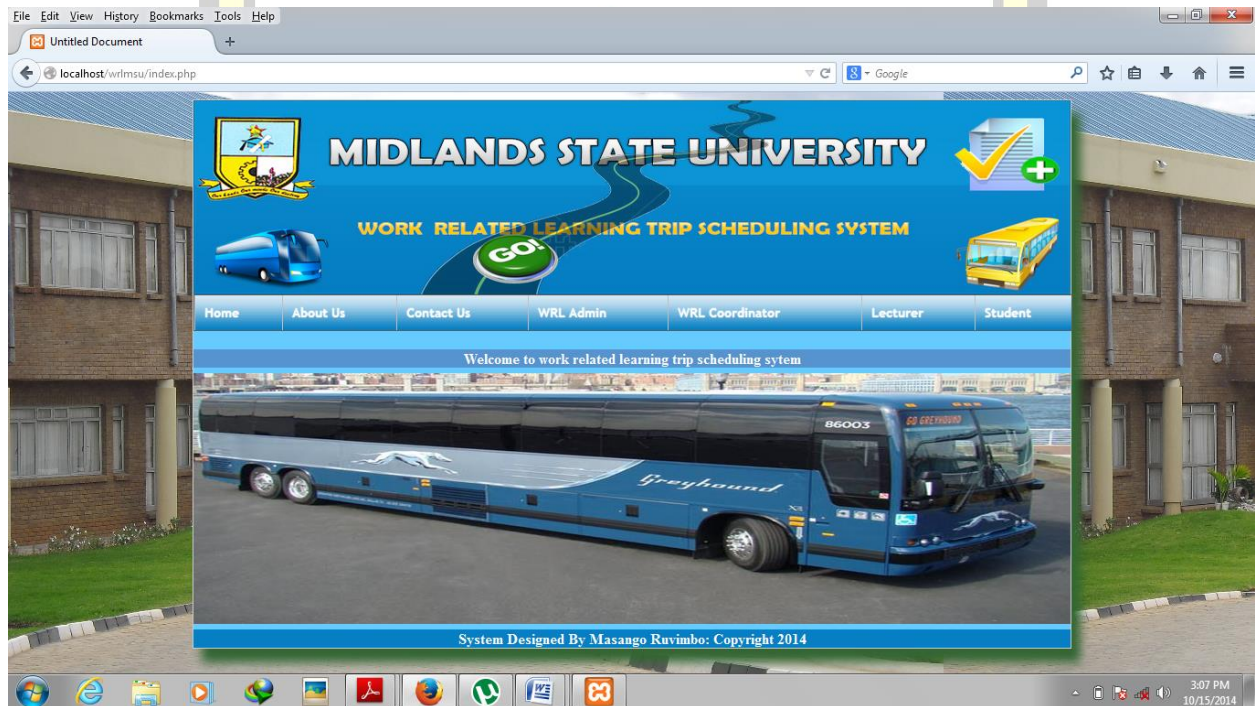 File Edit View History Bookmarks Tools Help
Untitled Document
localhost/wrlmsu/index.php
Google
MIDLANDS STATE UNIVERSITY
WORK RELATED LEARNING TRIP SCHEDULING SYSTEM
GO!
Home About Us Contact Us WRL Admin WRL Coordinator Lecturer Student
Welcome to work related learning trip scheduling sytem
86003
GO GREYHOUND
Greyhound
System Designed By Masango Ruvimbo: Copyright 2014
3:07 PM
10/15/2014